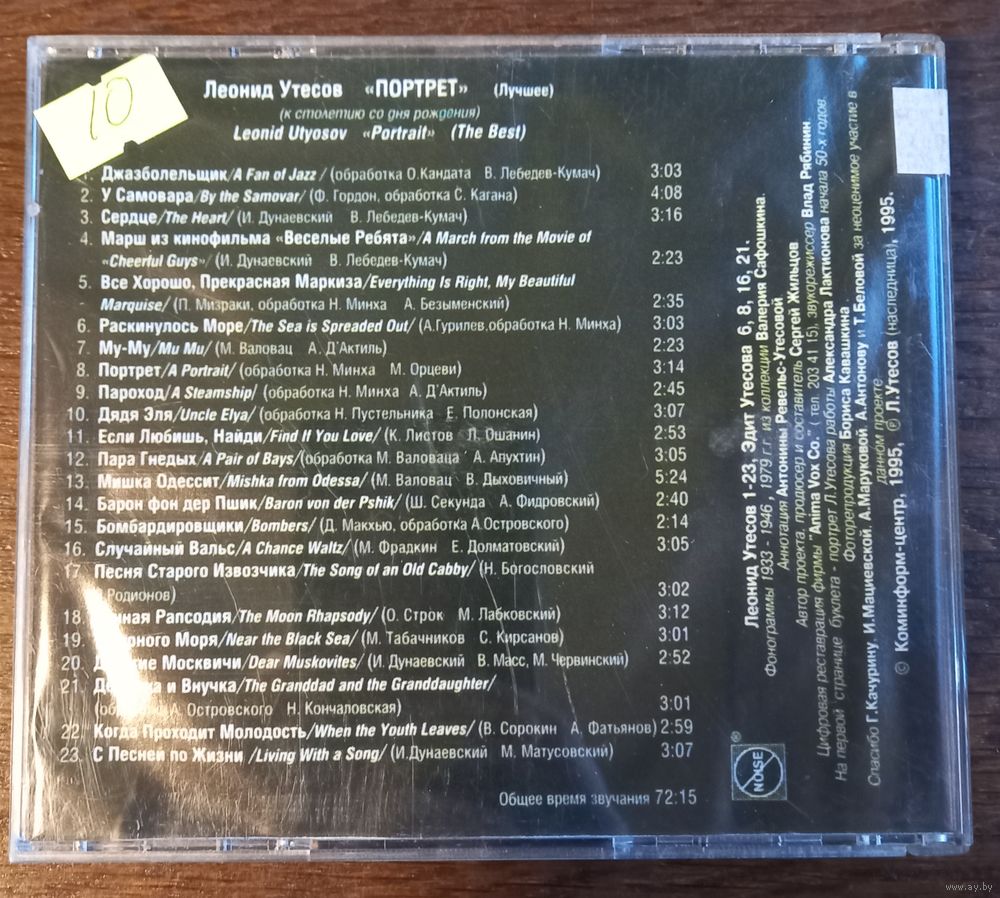 10
Леонид Утесов «ПОРТРЕТ» (Лучшее)
(к столетию со дня рождения)
Leonid Utyosov «Portrait» (The Best)
1. Джазболельщик/A Fan of Jazz/(обработка О.Кандата В. Лебедев-Кумач) 3:03
2. У Самовара/By the Samovar/(Ф. Гордон, обработка С. Кагана) 4:08
3. Сердце/The Heart/(И. Дунаевский В. Лебедев-Кумач) 3:16
4. Марш из кинофильма «Веселые Ребята»/A March from the Movie of
«Cheerful Guys»/(И. Дунаевский В. Лебедев-Кумач) 2:23
5. Все Хорошо, Прекрасная Маркиза/Everything is Right, My Beautiful
Marquise/(П. Мизраки, обработка Н. Минха А. Безыменский) 2:35
6. Раскинулось Море/The Sea is Spreaded Out/(А.Гурилев,обработка Н. Минха) 3:03
7. Му-Му/Mu Mu/(М. Валовац А. Д'Актиль) 2:23
8. Портрет/A Portrait/(обработка Н. Минха М. Орцеви) 3:14
9. Пароход/A Steamship/(обработка Н. Минха А. Д'Актиль) 2:45
10. Дядя Эля/Uncle Elya/(обработка Н. Пустельника Е. Полонская) 3:07
11. Если Любишь, Найди/Find If You Love/(К. Листов Л. Ошанин) 2:53
12. Пара Гнедых/A Pair of Bays/(обработка М. Валоваца А. Апухтин) 3:05
13. Мишка Одессит/Mishka from Odessa/(М. Валовац В. Дыховичный) 5:24
14. Барон фон дер Пшик/Baron von der Pshik/(Ш. Секунда А. Фидровский) 2:40
15. Бомбардировщики/Bombers/(Д. Макхью, обработка А.Островского) 2:14
16. Случайный Вальс/A Chance Waltz/(М. Фрадкин Е. Долматовский) 3:05
17. Песня Старого Извозчика/The Song of an Old Cabby/(Н. Богословский
Родионов) 3:02
18. нная Рапсодия/The Moon Rhapsody/(О. Строк М. Лабковский) 3:12
19. рного Моря/Near the Black Sea/(М. Табачников С. Кирсанов) 3:01
20. Д гие Москвичи/Dear Muskovites/(И. Дунаевский В. Масс, М. Червинский) 2:52
21. Де ка и Внучка/The Granddad and the Granddaughter/
(обработка А. Островского Н. Кончаловская) 3:01
22. Когда Проходит Молодость/When the Youth Leaves/(В. Сорокин А. Фатьянов) 2:59
23. С Песней по Жизни /Living With a Song/(И.Дунаевский М. Матусовский) 3:07
Общее время звучания 72:15
Леонид Утесов 1-23, Эдит Утесова 6, 8, 16, 21.
Фонограммы 1933 - 1946, 1979 г.г. из коллекции Валерия Сафошкина.
Аннотация Антонины Ревельс-Утесовой
Автор проекта, продюсер и составитель Сергей Жильцов
Цифровая реставрация фирмы "Anima Vox Co." (тел. 203 41 15), звукорежиссер Влад Рябинин.
На первой странице буклета - портрет Л.Утесова работы Александра Лактионова начала 50-х годов.
Фоторепродукция Бориса Кавашкина
Спасибо Г.Качурину, И.Мациевской, А.Маруковой, А.Антонову и Т.Беловой за неоценимое участие в
данном проекте
© Коминформ-центр, 1995, ℗ Л.Утесов (наследница), 1995.
NO NOISE ®
www.ay.by